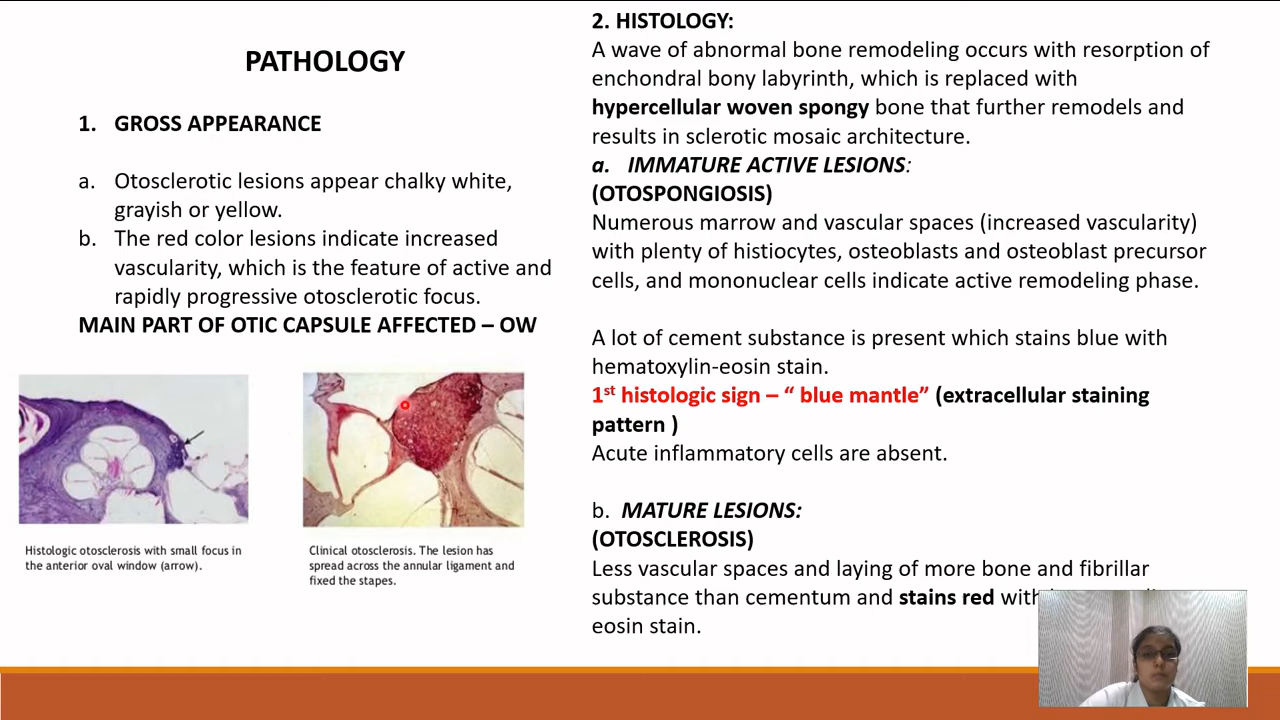 PATHOLOGY
1. GROSS APPEARANCE
a. Otosclerotic lesions appear chalky white,
grayish or yellow.
b. The red color lesions indicate increased
vascularity, which is the feature of active and
rapidly progressive otosclerotic focus.
MAIN PART OF OTIC CAPSULE AFFECTED – OW
Histologic otosclerosis with small focus in
the anterior oval window (arrow).
Clinical otosclerosis. The lesion has
spread across the annular ligament and
fixed the stapes.
2. HISTOLOGY:
A wave of abnormal bone remodeling occurs with resorption of
enchondral bony labyrinth, which is replaced with
hypercellular woven spongy bone that further remodels and
results in sclerotic mosaic architecture.
a. IMMATURE ACTIVE LESIONS:
(OTOSPONGIOSIS)
Numerous marrow and vascular spaces (increased vascularity)
with plenty of histiocytes, osteoblasts and osteoblast precursor
cells, and mononuclear cells indicate active remodeling phase.
A lot of cement substance is present which stains blue with
hematoxylin-eosin stain.
1st histologic sign – “ blue mantle” (extracellular staining
pattern )
Acute inflammatory cells are absent.
b. MATURE LESIONS:
(OTOSCLEROSIS)
Less vascular spaces and laying of more bone and fibrillar
substance than cementum and stains red with
eosin stain.